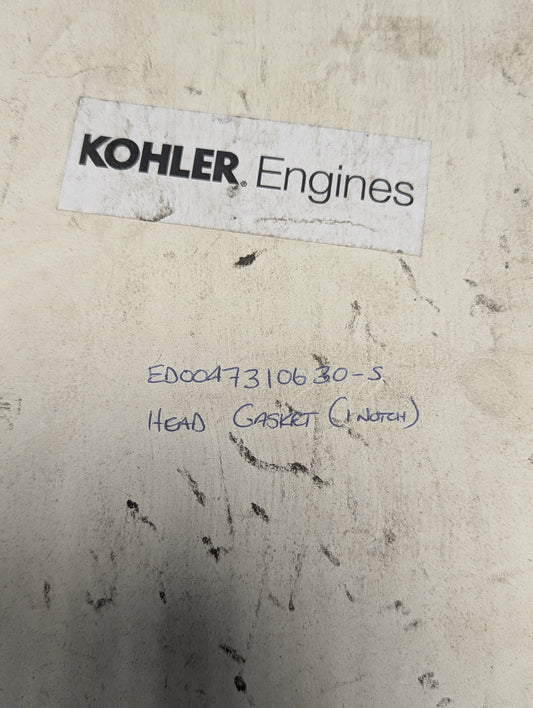 KOHLER® Engines
ED0047310630-S
HEAD GASKET (1 NOTCH)